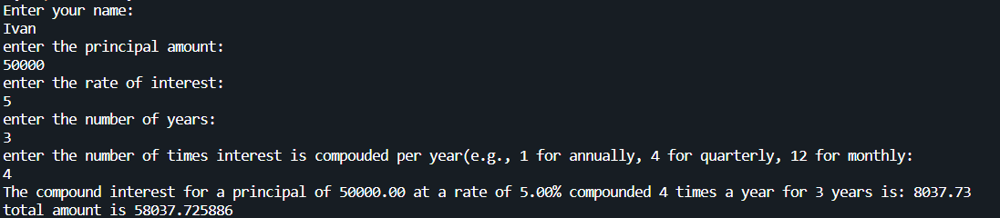 Enter your name:
Ivan
enter the principal amount:
50000
enter the rate of interest:
5
enter the number of years:
3
enter the number of times interest is compouded per year(e.g., 1 for annually, 4 for quarterly, 12 for monthly:
4
The compound interest for a principal of 50000.00 at a rate of 5.00% compounded 4 times a year for 3 years is: 8037.73
total amount is 58037.725886